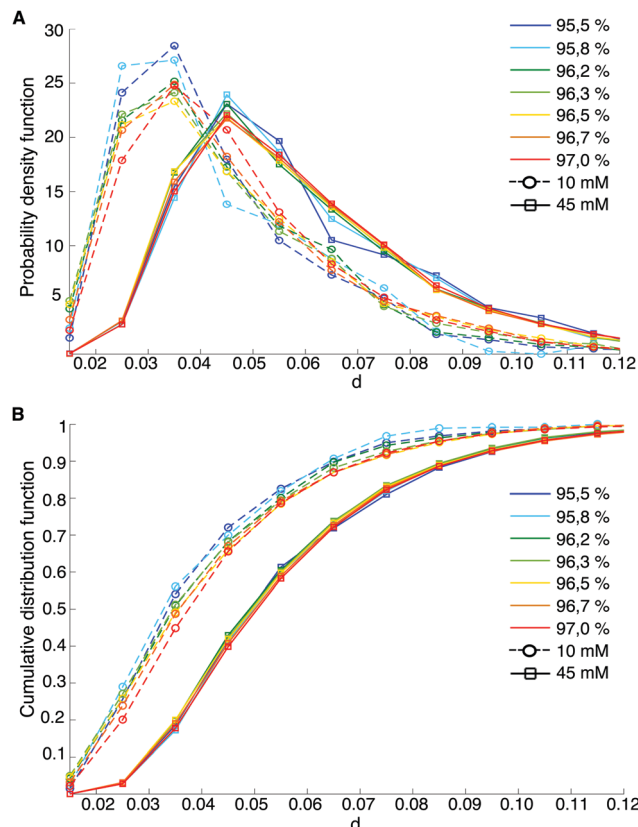 A
Probability density function
30
25
20
15
10
5
0.02 0.03 0.04 0.05 0.06 0.07 0.08 0.09 0.10 0.11 0.12
d
95,5 %
95,8 %
96,2 %
96,3 %
96,5 %
96,7 %
97,0 %
10 mM
45 mM
B
Cumulative distribution function
1
0.9
0.8
0.7
0.6
0.5
0.4
0.3
0.2
0.1
0.02 0.03 0.04 0.05 0.06 0.07 0.08 0.09 0.10 0.11 0.12
d
95,5 %
95,8 %
96,2 %
96,3 %
96,5 %
96,7 %
97,0 %
10 mM
45 mM